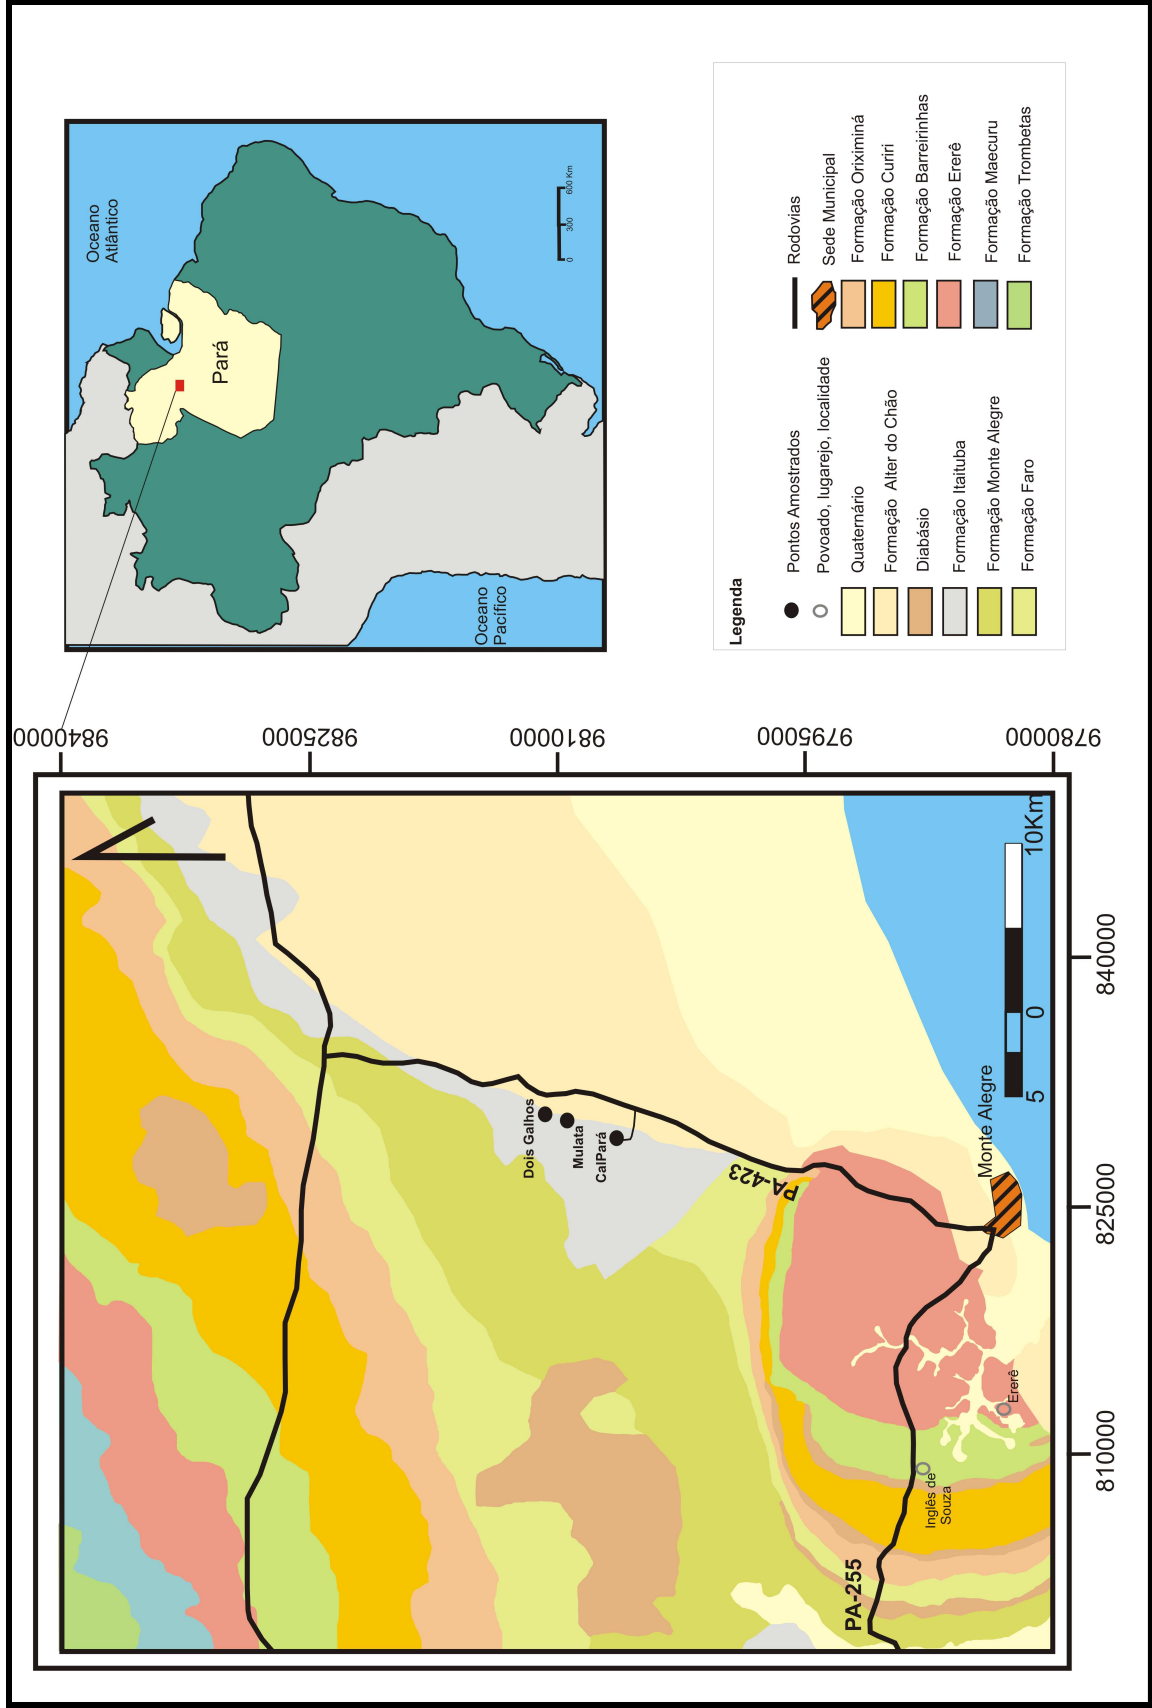 Oceano
Atlântico
Pará
Oceano
Pacífico
0
300
600 Km
9840000
9825000
9810000
9795000
9780000
840000
825000
810000
Dois Galhos
Mulata
CalPará
PA-423
Monte Alegre
Ererê
Inglês de
Souza
PA-255
5
0
10Km
Legenda
Pontos Amostrados
Povoado, lugarejo, localidade
Quaternário
Formação Alter do Chão
Diabásio
Formação Itaituba
Formação Monte Alegre
Formação Faro
Rodovias
Sede Municipal
Formação Oriximiná
Formação Curiri
Formação Barreirinhas
Formação Ererê
Formação Maecuru
Formação Trombetas